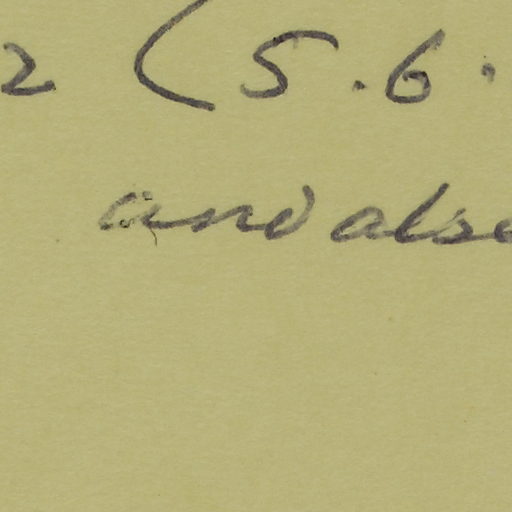 2 (5.6.
and also